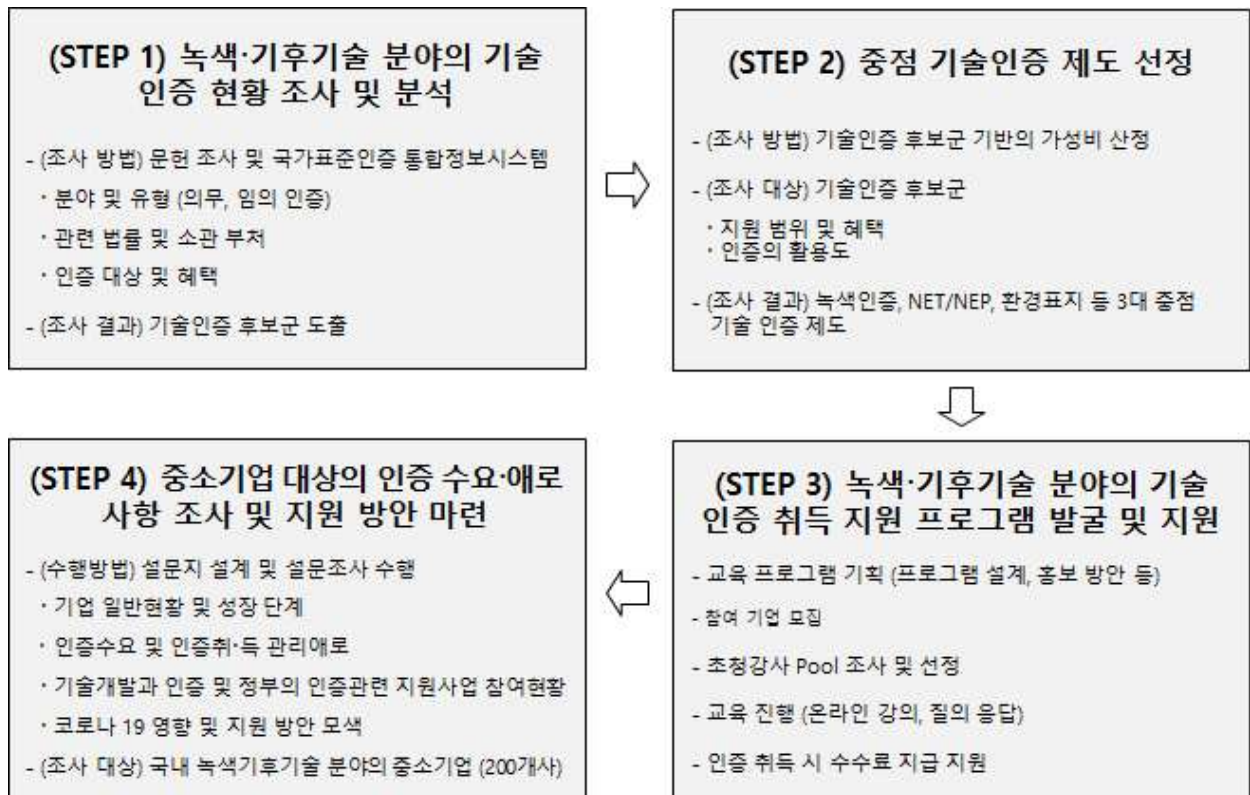 (STEP 1) 녹색·기후기술 분야의 기술
인증 현황 조사 및 분석
- (조사 방법) 문헌 조사 및 국가표준인증 통합정보시스템
· 분야 및 유형 (의무, 임의 인증)
· 관련 법률 및 소관 부처
· 인증 대상 및 혜택
- (조사 결과) 기술인증 후보군 도출
(STEP 2) 중점 기술인증 제도 선정
- (조사 방법) 기술인증 후보군 기반의 가성비 산정
- (조사 대상) 기술인증 후보군
· 지원 범위 및 혜택
· 인증의 활용도
- (조사 결과) 녹색인증, NET/NEP, 환경표지 등 3대 중점
기술 인증 제도
(STEP 3) 녹색·기후기술 분야의 기술
인증 취득 지원 프로그램 발굴 및 지원
- 교육 프로그램 기획 (프로그램 설계, 홍보 방안 등)
- 참여 기업 모집
- 초청강사 Pool 조사 및 선정
- 교육 진행 (온라인 강의, 질의 응답)
- 인증 취득 시 수수료 지급 지원
(STEP 4) 중소기업 대상의 인증 수요·애로
사항 조사 및 지원 방안 마련
- (수행방법) 설문지 설계 및 설문조사 수행
· 기업 일반현황 및 성장 단계
· 인증수요 및 인증취·득 관리애로
· 기술개발과 인증 및 정부의 인증관련 지원사업 참여현황
· 코로나 19 영향 및 지원 방안 모색
- (조사 대상) 국내 녹색기후기술 분야의 중소기업 (200개사)